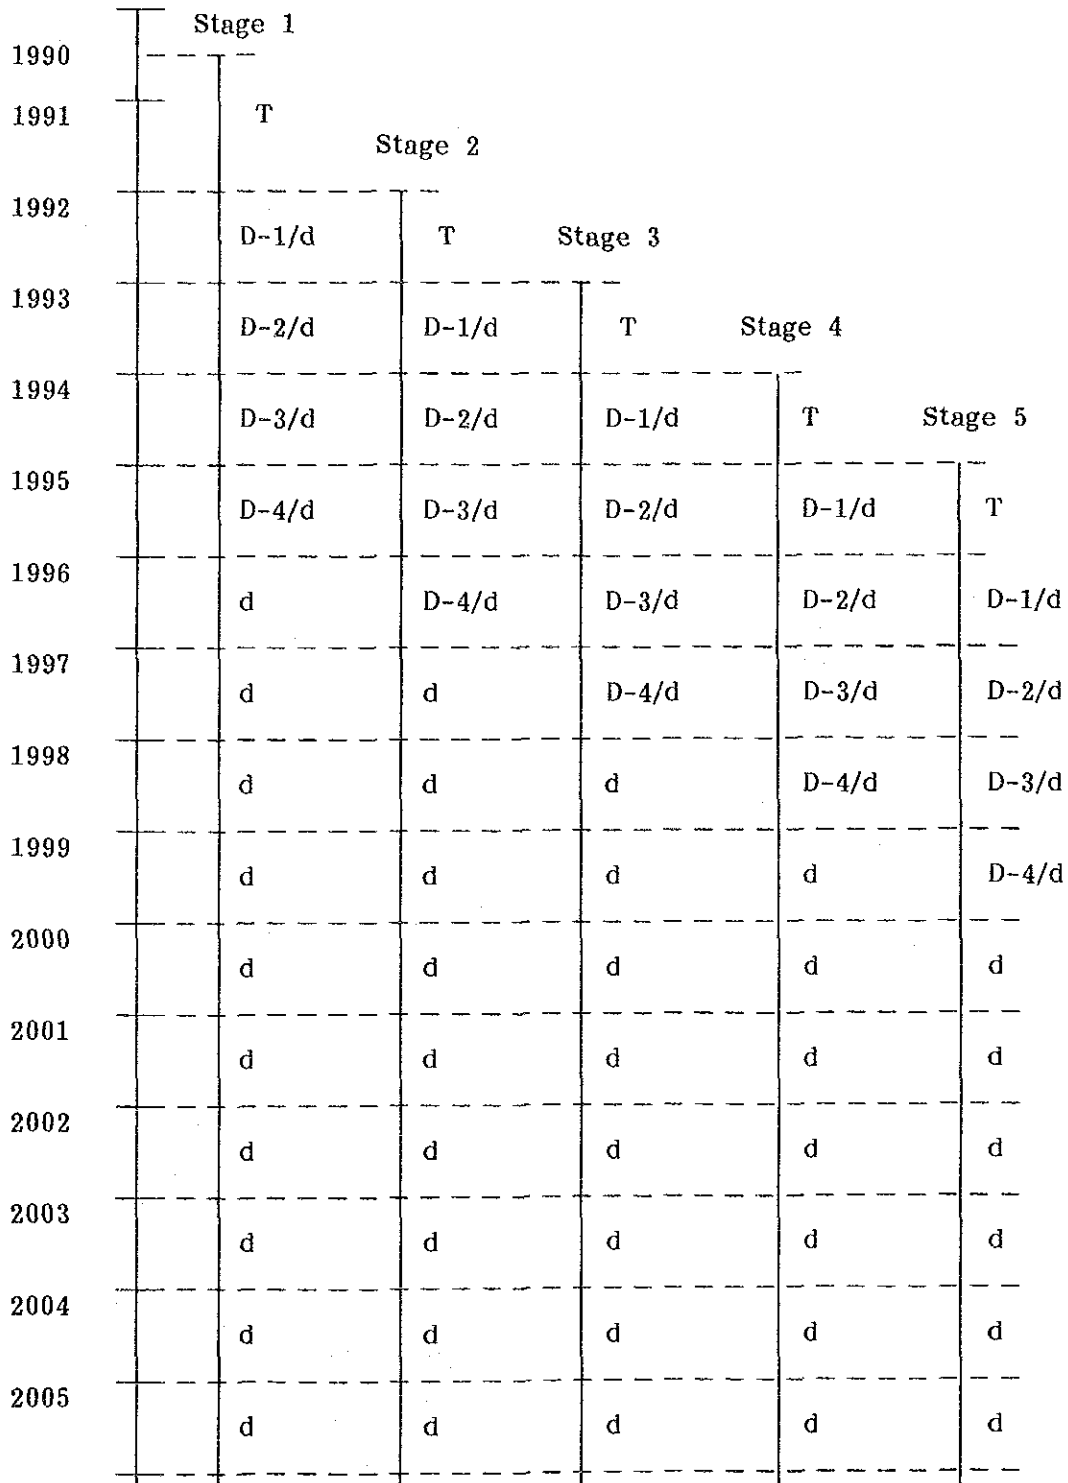 Stage 1
1990
1991 T
Stage 2
1992
D-1/d T Stage 3
1993
D-2/d D-1/d T Stage 4
1994
D-3/d D-2/d D-1/d T Stage 5
1995
D-4/d D-3/d D-2/d D-1/d T
1996
d D-4/d D-3/d D-2/d D-1/d
1997
d d D-4/d D-3/d D-2/d
1998
d d d D-4/d D-3/d
1999
d d d d D-4/d
2000
d d d d d
2001
d d d d d
2002
d d d d d
2003
d d d d d
2004
d d d d d
2005
d d d d d